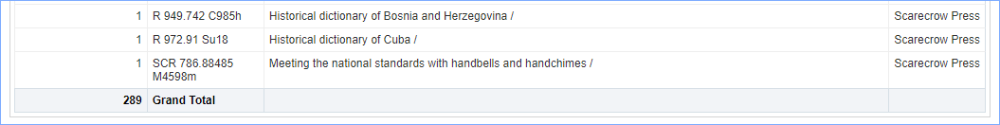 1 R 949.742 C985h Historical dictionary of Bosnia and Herzegovina / Scarecrow Press
1 R 972.91 Su18 Historical dictionary of Cuba / Scarecrow Press
1 SCR 786.88485 Meeting the national standards with handbells and handchimes / Scarecrow Press
M4598m
289 Grand Total